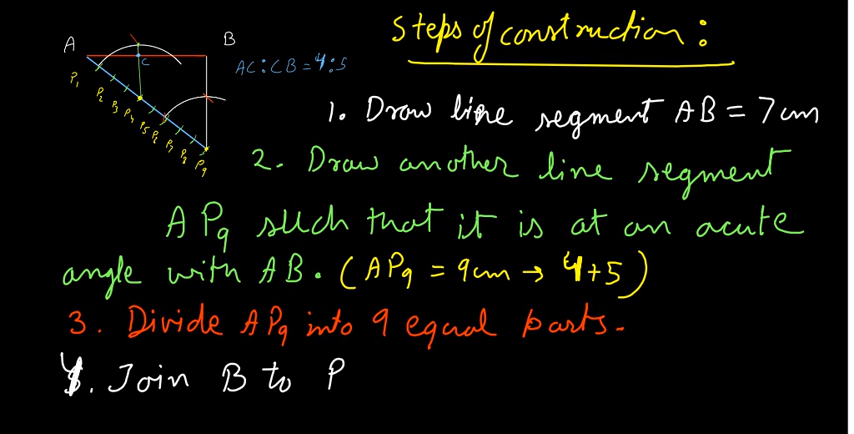 Steps of construction:
A
B
C
AC:CB = 4:5
P1
P2
P3
P4
P5
P6
P7
P8
P9
1. Draw line segment AB = 7cm
2. Draw another line segment
AP9 such that it is at an acute
angle with AB. (AP9 = 9cm → 4+5)
3. Divide AP9 into 9 equal parts.
4. Join B to P